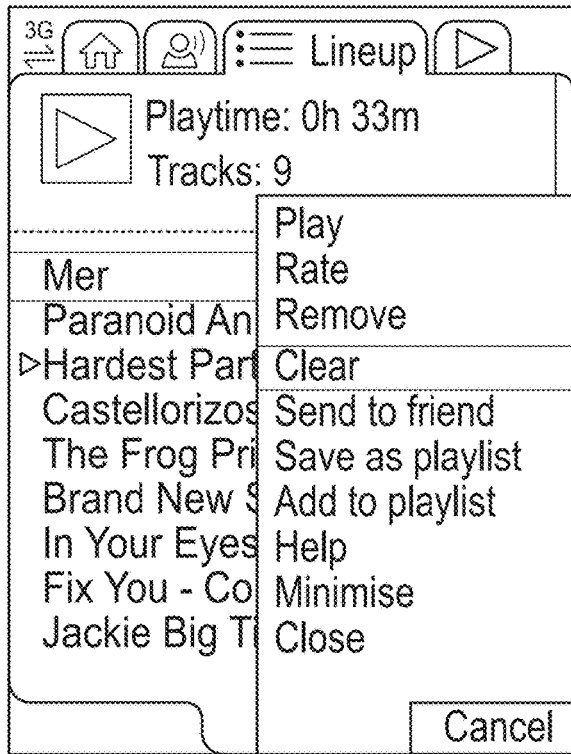 3G
Lineup
Playtime: 0h 33m
Tracks: 9
Mer
Paranoid An
Hardest Part
Castellorizos
The Frog Pri
Brand New S
In Your Eyes
Fix You - Co
Jackie Big Ti
Play
Rate
Remove
Clear
Send to friend
Save as playlist
Add to playlist
Help
Minimise
Close
Cancel